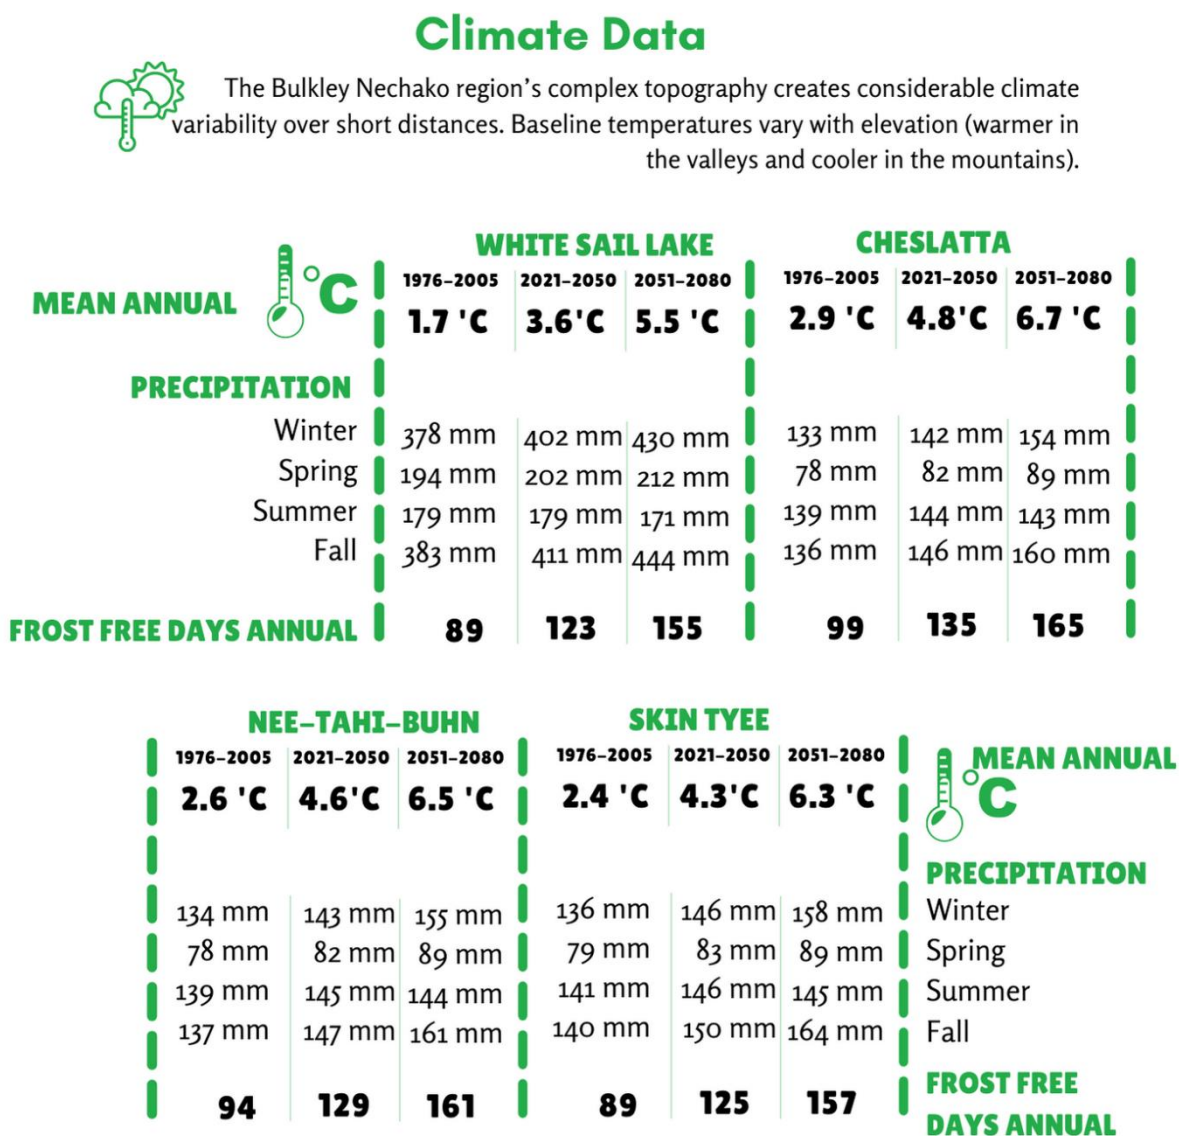 Climate Data
The Bulkley Nechako region's complex topography creates considerable climate
variability over short distances. Baseline temperatures vary with elevation (warmer in
the valleys and cooler in the mountains).
WHITE SAIL LAKE CHESLATTA
1976–2005 2021–2050 2051–2080 1976–2005 2021–2050 2051–2080
MEAN ANNUAL °C 1.7 'C 3.6'C 5.5 'C 2.9 'C 4.8'C 6.7 'C
PRECIPITATION
Winter 378 mm 402 mm 430 mm 133 mm 142 mm 154 mm
Spring 194 mm 202 mm 212 mm 78 mm 82 mm 89 mm
Summer 179 mm 179 mm 171 mm 139 mm 144 mm 143 mm
Fall 383 mm 411 mm 444 mm 136 mm 146 mm 160 mm
FROST FREE DAYS ANNUAL 89 123 155 99 135 165
NEE–TAHI–BUHN SKIN TYEE
1976–2005 2021–2050 2051–2080 1976–2005 2021–2050 2051–2080 MEAN ANNUAL
2.6 'C 4.6'C 6.5 'C 2.4 'C 4.3'C 6.3 'C °C
PRECIPITATION
134 mm 143 mm 155 mm 136 mm 146 mm 158 mm Winter
78 mm 82 mm 89 mm 79 mm 83 mm 89 mm Spring
139 mm 145 mm 144 mm 141 mm 146 mm 145 mm Summer
137 mm 147 mm 161 mm 140 mm 150 mm 164 mm Fall
94 129 161 89 125 157 FROST FREE
DAYS ANNUAL